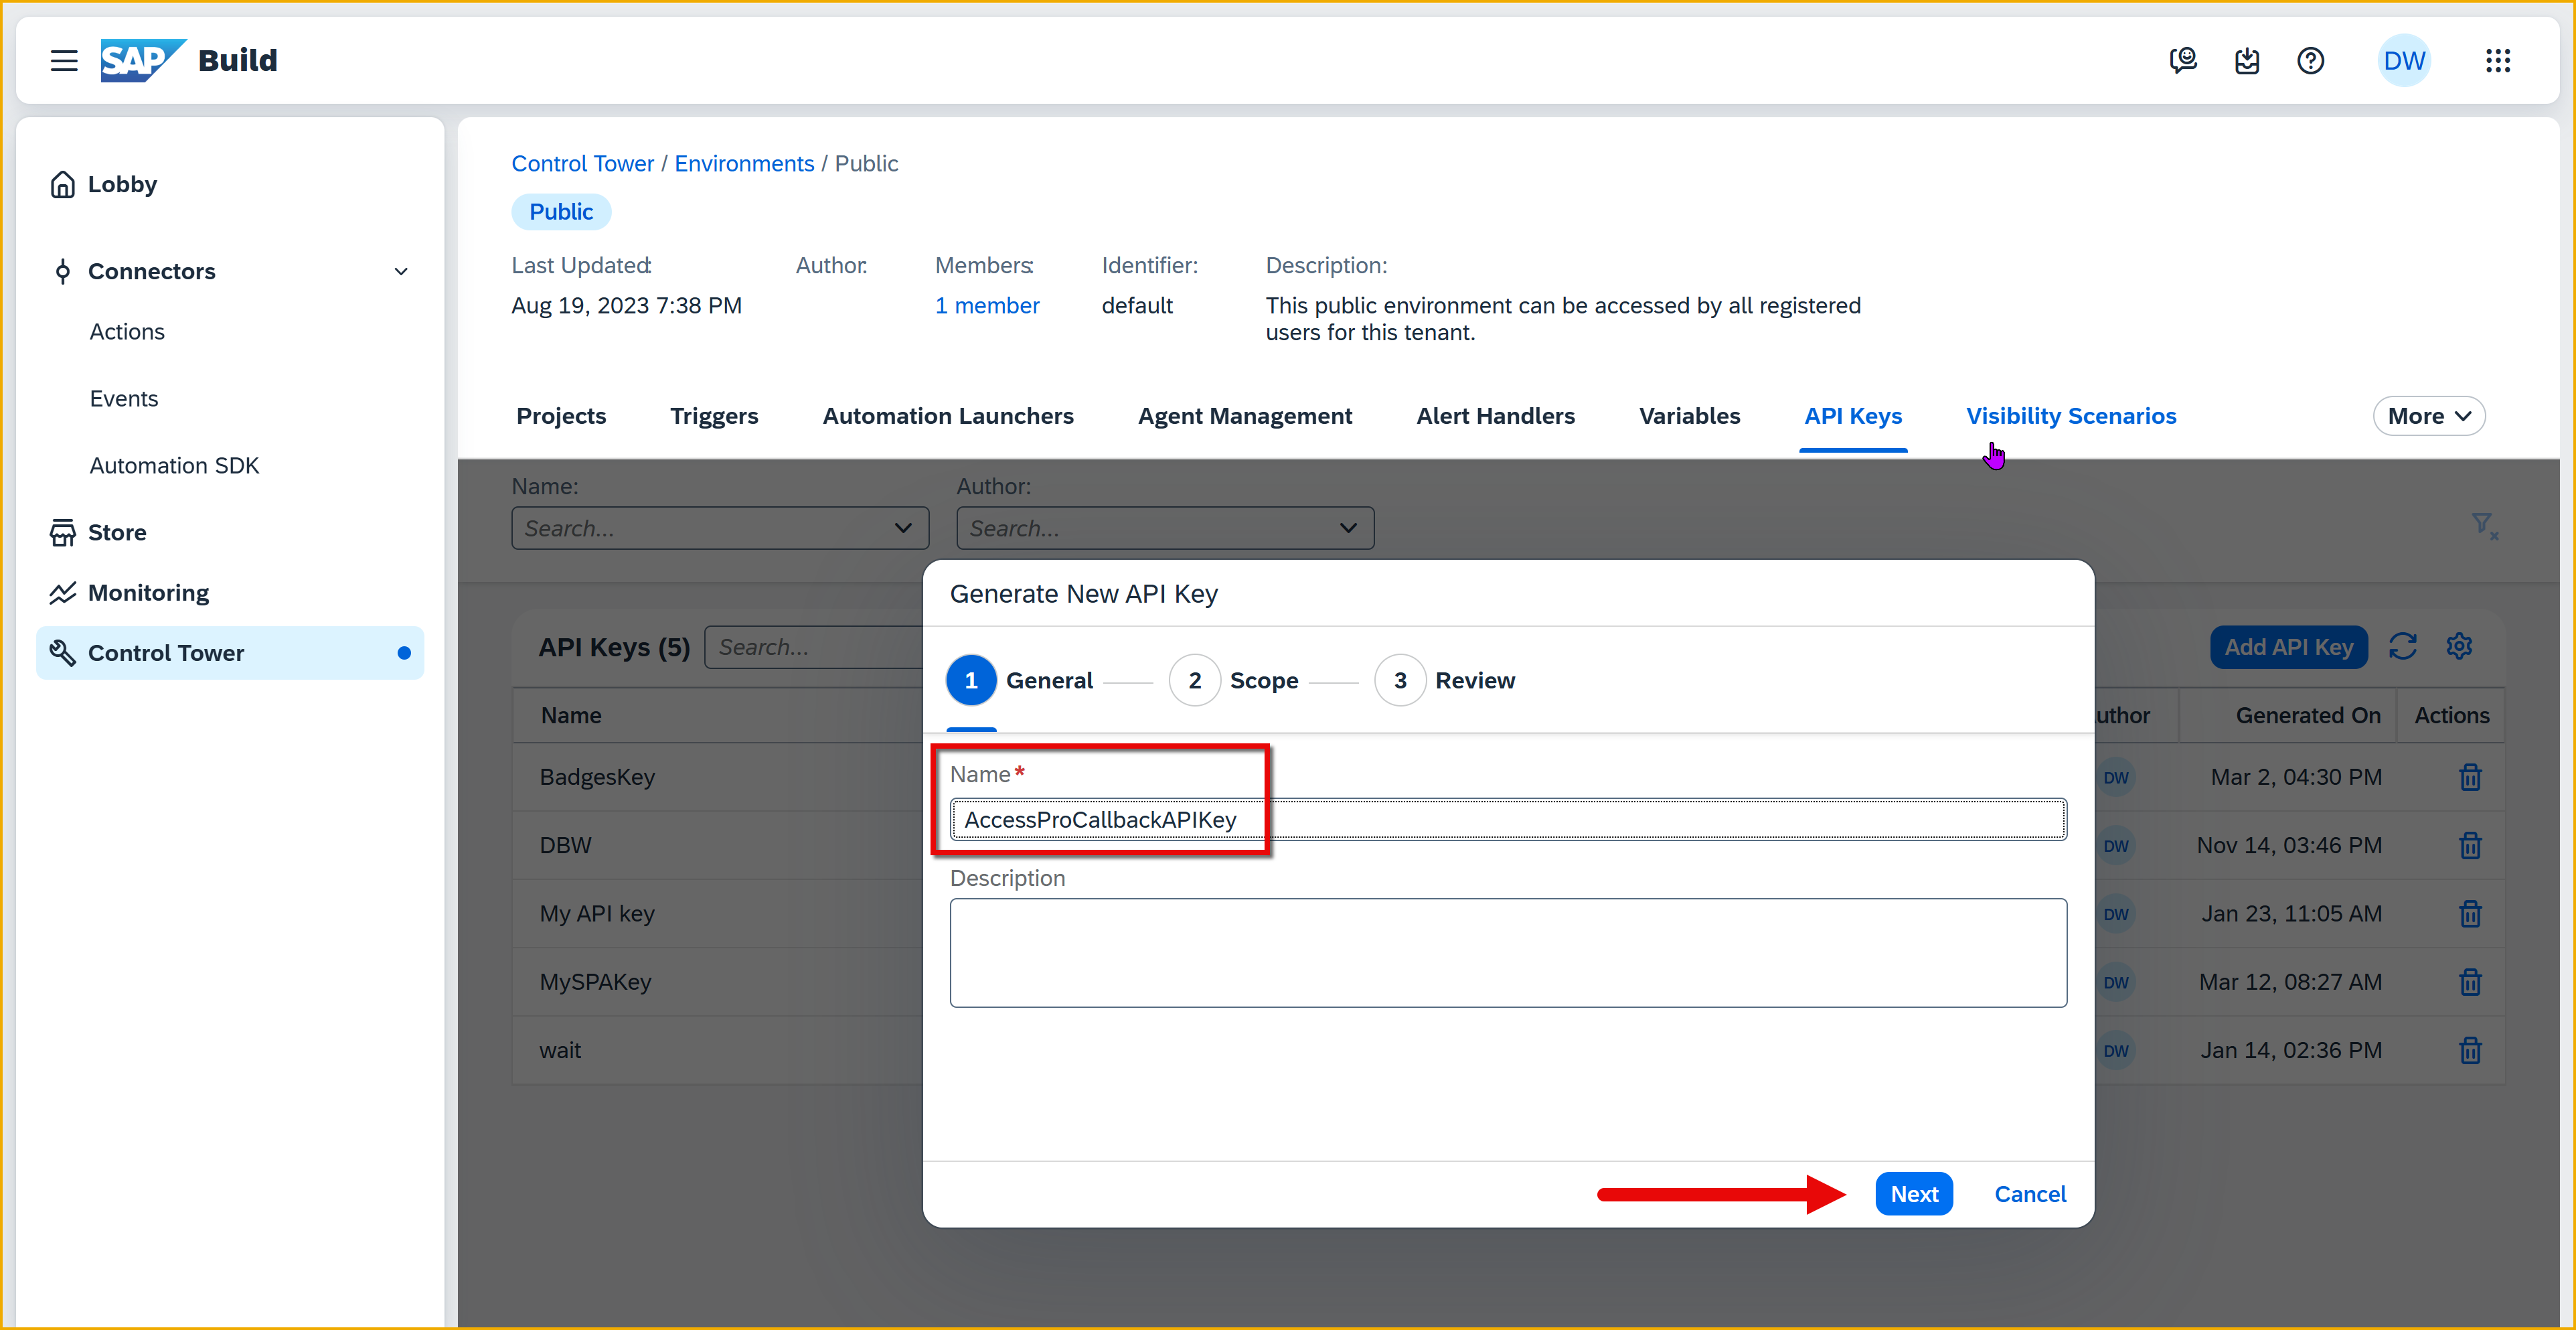 SAP Build
DW
Lobby
Connectors
Actions
Events
Automation SDK
Store
Monitoring
Control Tower
Control Tower / Environments / Public
Public
Last Updated: Author: Members: Identifier: Description:
Aug 19, 2023 7:38 PM 1 member default This public environment can be accessed by all registered
users for this tenant.
Projects Triggers Automation Launchers Agent Management Alert Handlers Variables API Keys Visibility Scenarios More
Name: Author:
Search... Search...
API Keys (5) Search... Add API Key
Name uthor Generated On Actions
BadgesKey DW Mar 2, 04:30 PM
DBW DW Nov 14, 03:46 PM
My API key DW Jan 23, 11:05 AM
MySPAKey DW Mar 12, 08:27 AM
wait DW Jan 14, 02:36 PM
Generate New API Key
1 General 2 Scope 3 Review
Name*
AccessProCallbackAPIKey
Description
Next Cancel